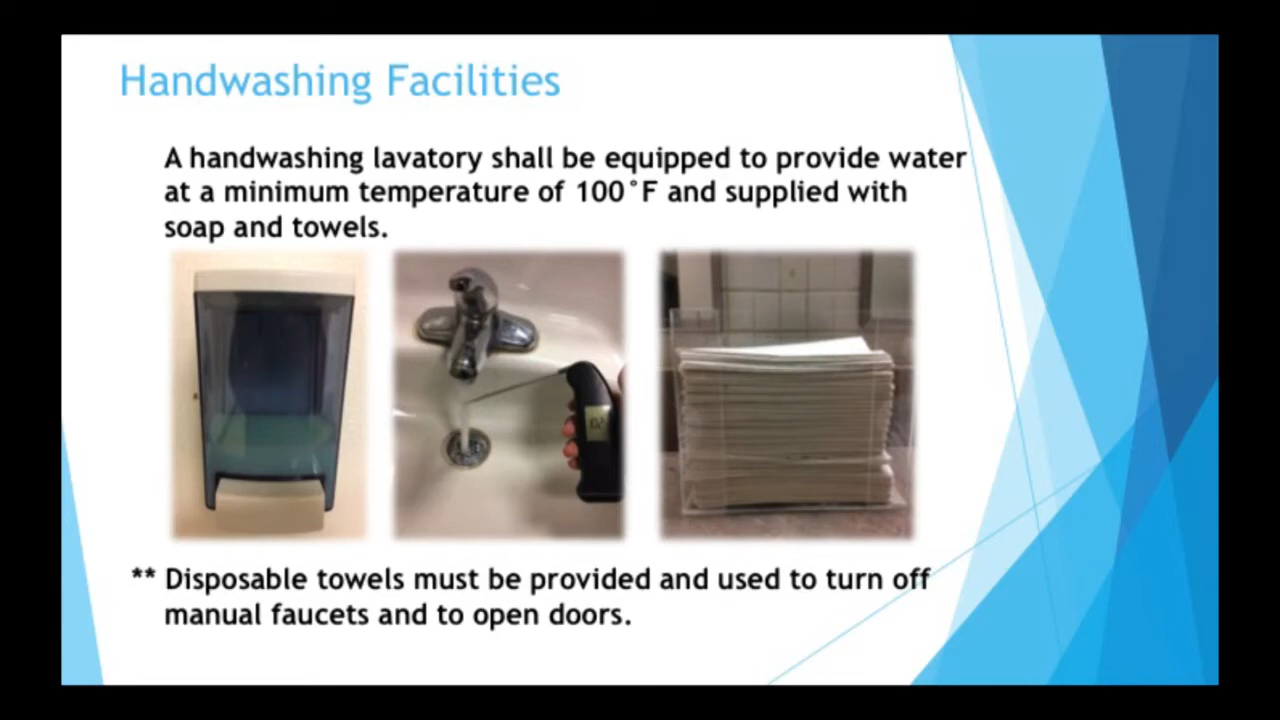 Handwashing Facilities
A handwashing lavatory shall be equipped to provide water
at a minimum temperature of 100°F and supplied with
soap and towels.
** Disposable towels must be provided and used to turn off
manual faucets and to open doors.